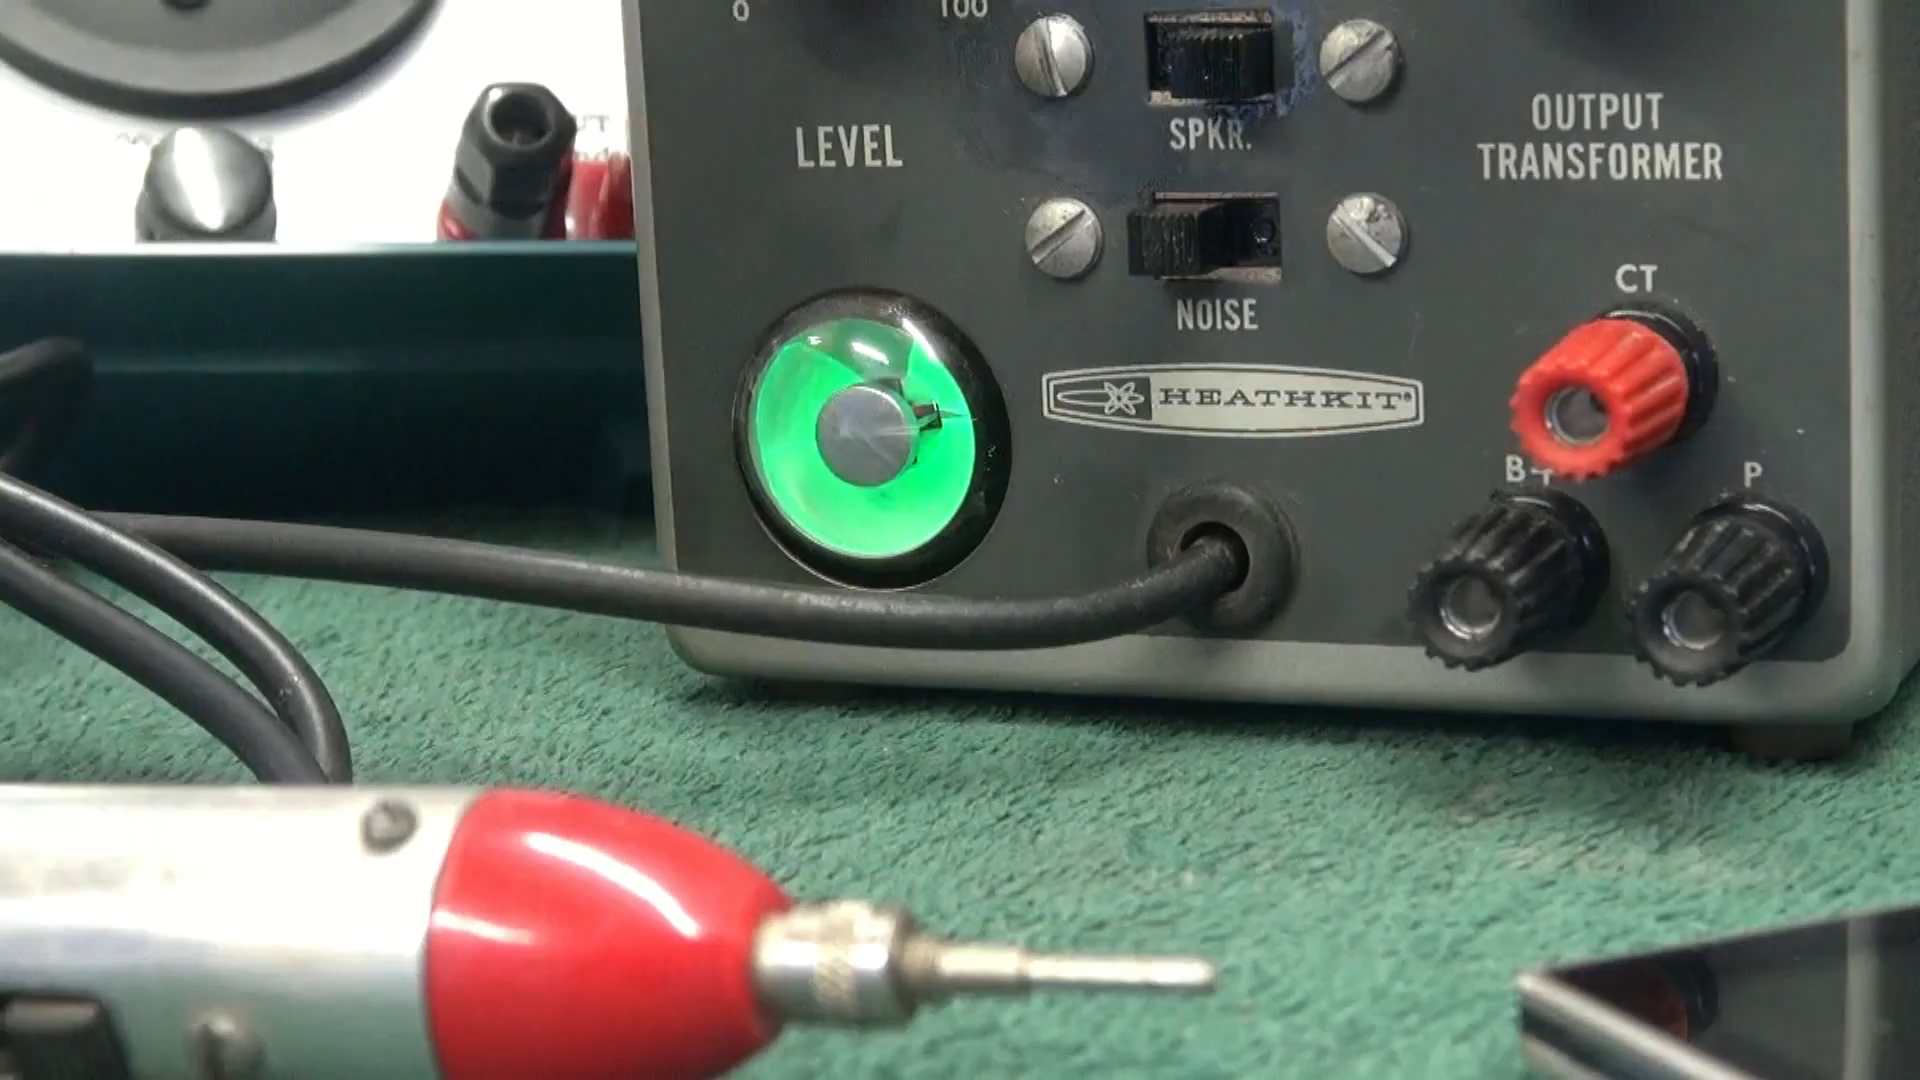 0
100
LEVEL
SPKR.
OUTPUT
TRANSFORMER
NOISE
CT
HEATHKIT®
B+
P